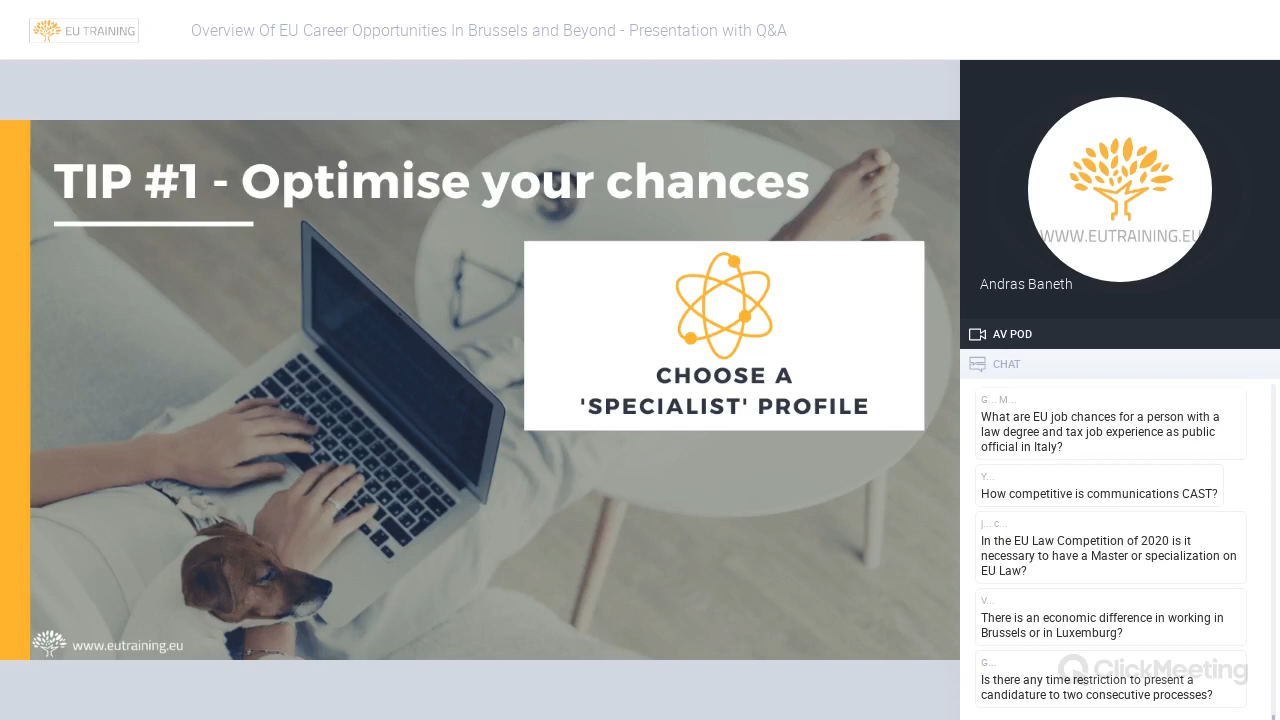 EU TRAINING
Overview Of EU Career Opportunities In Brussels and Beyond - Presentation with Q&A
TIP #1 - Optimise your chances
CHOOSE A
'SPECIALIST' PROFILE
www.eutraining.eu
WWW.EUTRAINING.EU
Andras Baneth
AV POD
CHAT
G... M...
What are EU job chances for a person with a
law degree and tax job experience as public
official in Italy?
Y...
How competitive is communications CAST?
J... c...
In the EU Law Competition of 2020 is it
necessary to have a Master or specialization on
EU Law?
V...
There is an economic difference in working in
Brussels or in Luxemburg?
G...
Is there any time restriction to present a
candidature to two consecutive processes?
ClickMeeting